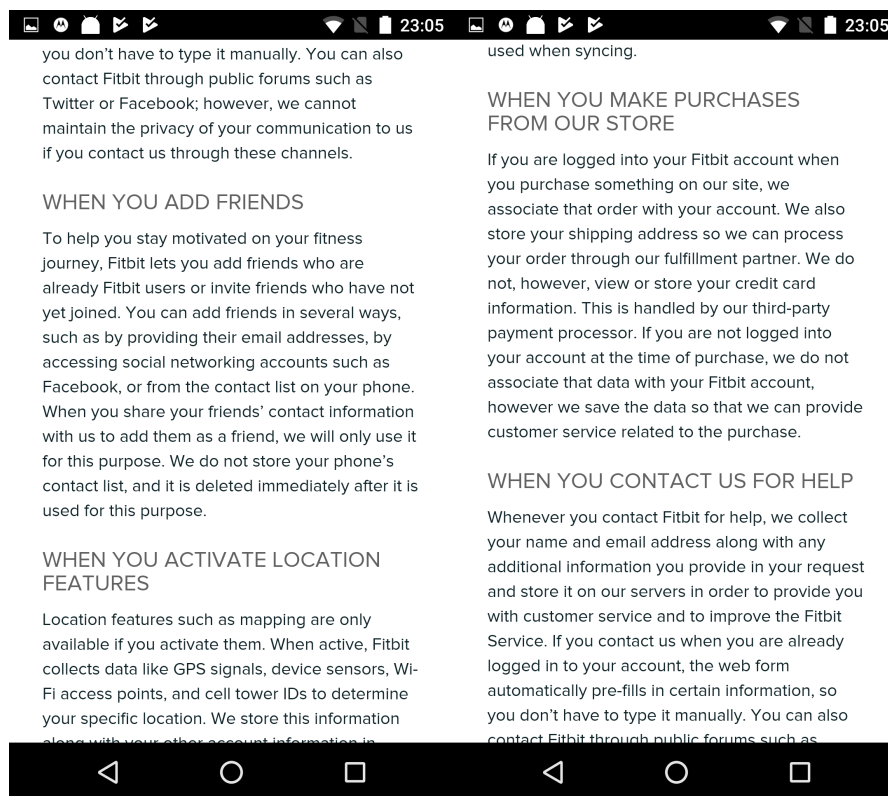 23:05
you don't have to type it manually. You can also
contact Fitbit through public forums such as
Twitter or Facebook; however, we cannot
maintain the privacy of your communication to us
if you contact us through these channels.
WHEN YOU ADD FRIENDS
To help you stay motivated on your fitness
journey, Fitbit lets you add friends who are
already Fitbit users or invite friends who have not
yet joined. You can add friends in several ways,
such as by providing their email addresses, by
accessing social networking accounts such as
Facebook, or from the contact list on your phone.
When you share your friends' contact information
with us to add them as a friend, we will only use it
for this purpose. We do not store your phone's
contact list, and it is deleted immediately after it is
used for this purpose.
WHEN YOU ACTIVATE LOCATION
FEATURES
Location features such as mapping are only
available if you activate them. When active, Fitbit
collects data like GPS signals, device sensors, Wi-
Fi access points, and cell tower IDs to determine
your specific location. We store this information
along with your other account information in
23:05
used when syncing.
WHEN YOU MAKE PURCHASES
FROM OUR STORE
If you are logged into your Fitbit account when
you purchase something on our site, we
associate that order with your account. We also
store your shipping address so we can process
your order through our fulfillment partner. We do
not, however, view or store your credit card
information. This is handled by our third-party
payment processor. If you are not logged into
your account at the time of purchase, we do not
associate that data with your Fitbit account,
however we save the data so that we can provide
customer service related to the purchase.
WHEN YOU CONTACT US FOR HELP
Whenever you contact Fitbit for help, we collect
your name and email address along with any
additional information you provide in your request
and store it on our servers in order to provide you
with customer service and to improve the Fitbit
Service. If you contact us when you are already
logged in to your account, the web form
automatically pre-fills in certain information, so
you don't have to type it manually. You can also
contact Fitbit through public forums such as